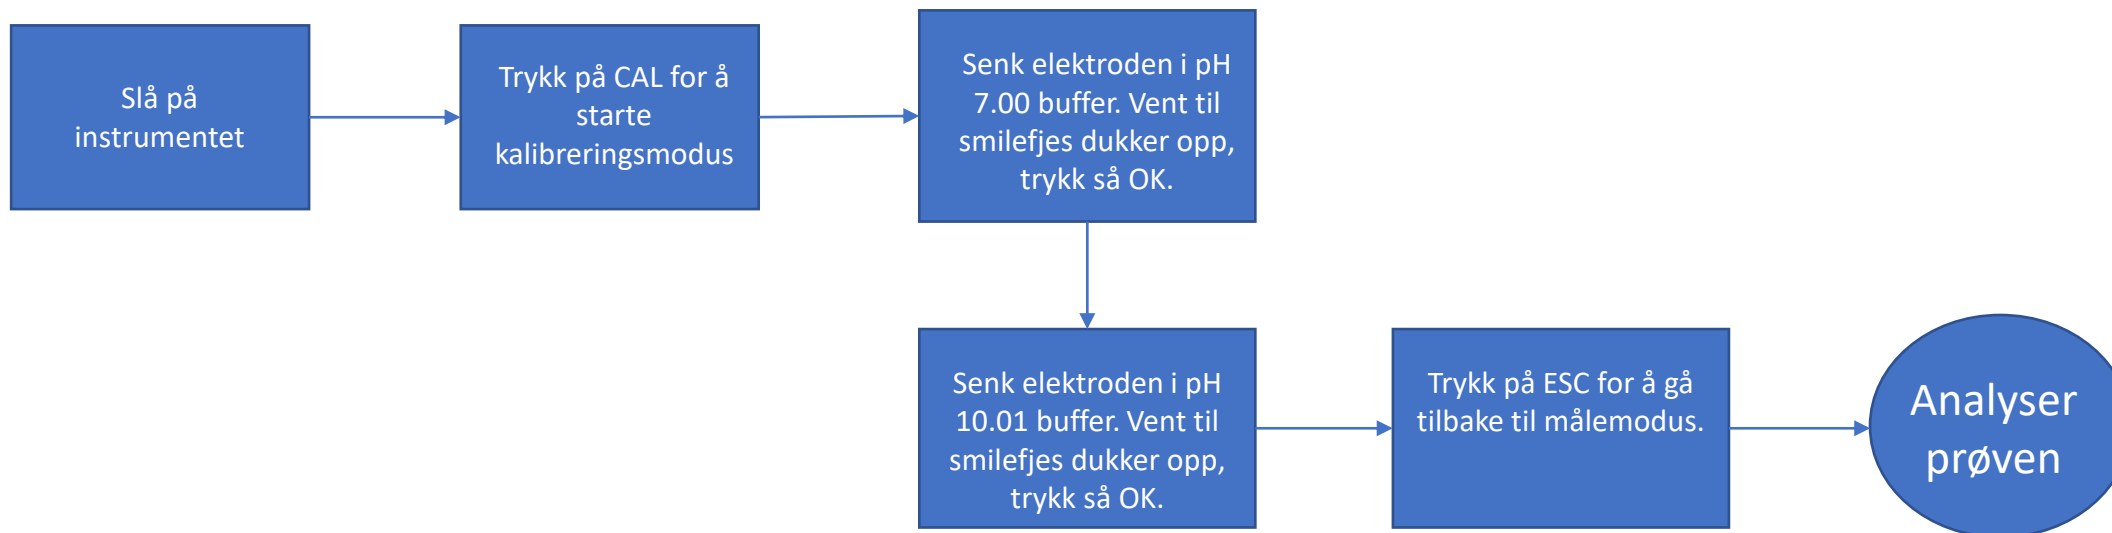 Slå på
instrumentet
Trykk på CAL for å
starte
kalibreringsmodus
Senk elektroden i pH
7.00 buffer. Vent til
smilefjes dukker opp,
trykk så OK.
Senk elektroden i pH
10.01 buffer. Vent til
smilefjes dukker opp,
trykk så OK.
Trykk på ESC for å gå
tilbake til målemodus.
Analyser
prøven